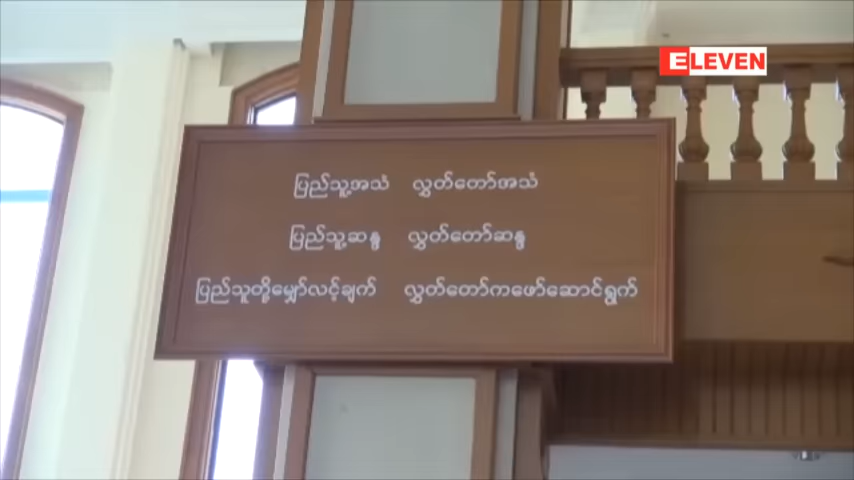 ELEVEN
ပြည်သူ့အသံ လွှတ်တော်အသံ
ပြည်သူ့ဆန္ဒ လွှတ်တော်ဆန္ဒ
ပြည်သူတို့မျှော်လင့်ချက် လွှတ်တော်ကဖော်ဆောင်ရွက်